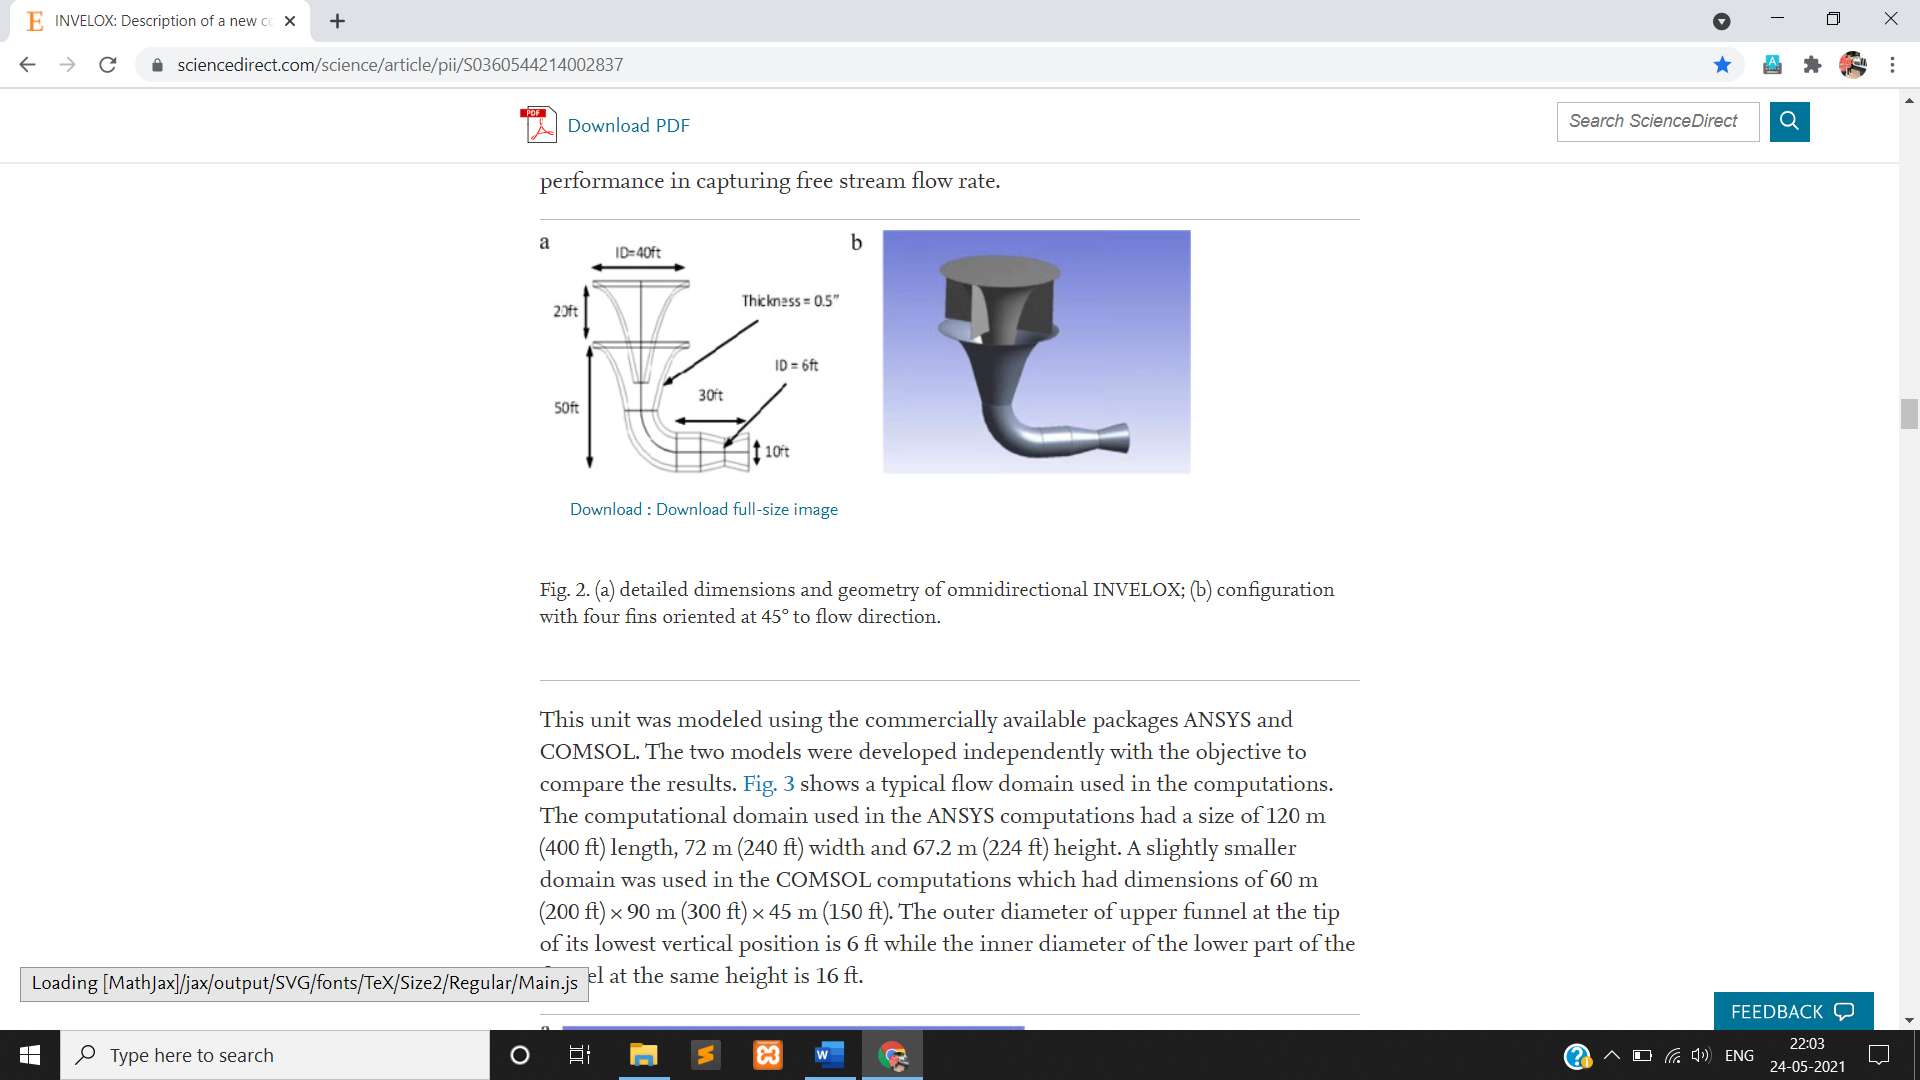 INVELOX: Description of a new c
sciencedirect.com/science/article/pii/S0360544214002837
PDF
Download PDF
Search ScienceDirect
performance in capturing free stream flow rate.
a
b
ID=40ft
20ft
Thickness = 0.5"
ID = 6ft
30ft
50ft
10ft
Download : Download full-size image
Fig. 2. (a) detailed dimensions and geometry of omnidirectional INVELOX; (b) configuration
with four fins oriented at 45° to flow direction.
This unit was modeled using the commercially available packages ANSYS and
COMSOL. The two models were developed independently with the objective to
compare the results. Fig. 3 shows a typical flow domain used in the computations.
The computational domain used in the ANSYS computations had a size of 120 m
(400 ft) length, 72 m (240 ft) width and 67.2 m (224 ft) height. A slightly smaller
domain was used in the COMSOL computations which had dimensions of 60 m
(200 ft) × 90 m (300 ft) × 45 m (150 ft). The outer diameter of upper funnel at the tip
of its lowest vertical position is 6 ft while the inner diameter of the lower part of the
el at the same height is 16 ft.
Loading [MathJax]/jax/output/SVG/fonts/TeX/Size2/Regular/Main.js
FEEDBACK
Type here to search
ENG
22:03
24-05-2021